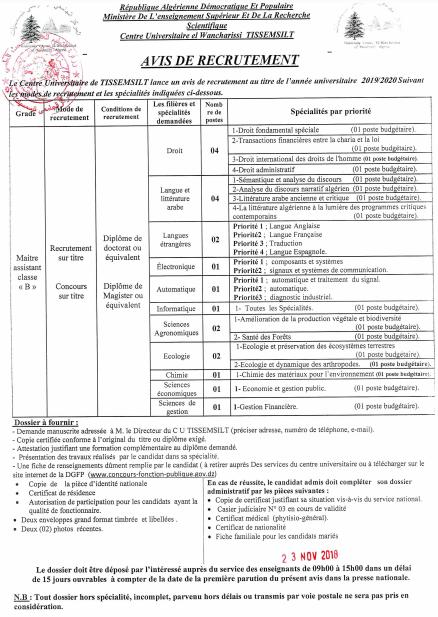 République Algérienne Démocratique Et Populaire
Ministère De L'enseignement Supérieur Et De La Recherche
Scientifique
Centre Universitaire el Wancharissi TISSEMSILT
AVIS DE RECRUTEMENT
Le Centre Universitaire de TISSEMSILT lance un avis de recrutement au titre de l'année universitaire 2019/2020 Suivant
les modes de recrutement et les spécialités indiquées ci-dessous.
Grade
Mode de recrutement
Conditions de recrutement
Les filières et spécialités demandées
Nomb re de postes
Spécialités par priorité
Maitre assistant classe « B »
Recrutement sur titre
Concours sur titre
Diplôme de doctorat ou équivalent
Diplôme de Magister ou équivalent
Droit 04
1-Droit fondamental spéciale (01 poste budgétaire).
2-Transactions financières entre la charia et la loi
(01 poste budgétaire).
3-Droit international des droits de l'homme (01 poste budgétaire).
4-Droit administratif (01 poste budgétaire).
Langue et littérature arabe 04
1-Sémantique et analyse du discours (01 poste budgétaire).
2-Analyse du discours narratif algérien (01 poste budgétaire).
3-Littérature arabe ancienne et critique (01 poste budgétaire).
4-La littérature algérienne à la lumière des programmes critiques
contemporains (01 poste budgétaire).
Langues étrangères 02
Priorité 1 ; Langue Anglaise
Priorité2 ; Langue Française
Priorité 3 ; Traduction
Priorité 4 ; Langue Espagnole.
Électronique 01
Priorité 1 ; composants et systèmes
Priorité2 ; signaux et systèmes de communication.
Automatique 01
Priorité 1 ; automatique et traitement du signal.
Priorité2 ; automatique.
Priorité3 ; diagnostic industriel.
Informatique 01
1- Toutes les Spécialités. (01 poste budgétaire).
Sciences Agronomiques 02
1-Amélioration de la production végétale et biodiversité
(01 poste budgétaire).
2- Santé des Forêts (01 poste budgétaire).
Ecologie 02
1-Ecologie et préservation des écosystèmes terrestres
(01 poste budgétaire).
2-Ecologie et dynamique des arthropodes. (01 poste budgétaire).
Chimie 01
1-Chimie des matériaux pour l'environnement (01 poste budgétaire).
Sciences économiques 01
1- Economie et gestion public. (01 poste budgétaire).
Sciences de gestion 01
1-Gestion Financière. (01 poste budgétaire).
Dossier à fournir :
- Demande manuscrite adressée à M. le Directeur du C U TISSEMSILT (préciser adresse, numéro de téléphone, e-mail).
- Copie certifiée conforme à l'original du titre ou diplôme exigé.
- Attestation justifiant une formation complémentaire au diplôme demandé.
- Présentation des travaux réalisés par le candidat dans sa spécialité.
- Une fiche de renseignements dûment remplie par le candidat ( à retirer auprès Des services du centre universitaire ou à télécharger sur le
site internet de la DGFP (www.concours-fonction-publique.gov.dz)
• Copie de la pièce d'identité nationale
• Certificat de résidence
• Autorisation de participation pour les candidats ayant la
qualité de fonctionnaire.
• Deux enveloppes grand format timbrée et libellée .
• Deux (02) photos récentes.
En cas de réussite, le candidat admis doit compléter son dossier
administratif par les pièces suivantes :
• Copie de certificat justifiant sa situation vis-à-vis du service national.
• Casier judiciaire N° 03 en cours de validité
• Certificat médical (phytisio-général).
• Certificat de nationalité
• Fiche familiale pour les candidats mariés
23 NOV 2018
Le dossier doit être déposé par l'intéressé auprès du service des enseignants de 09h00 à 15h00 dans un délai
de 15 jours ouvrables à compter de la date de la première parution du présent avis dans la presse nationale.
N.B : Tout dossier hors spécialité, incomplet, parvenu hors délais ou transmis par voie postale ne sera pas pris en
considération.